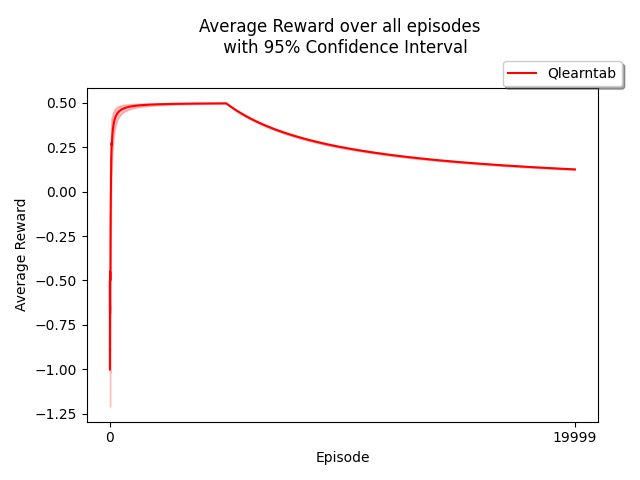 Average Reward over all episodes
with 95% Confidence Interval
Qlearntab
0.50
0.25
0.00
−0.25
−0.50
−0.75
−1.00
−1.25
Average Reward
0
19999
Episode